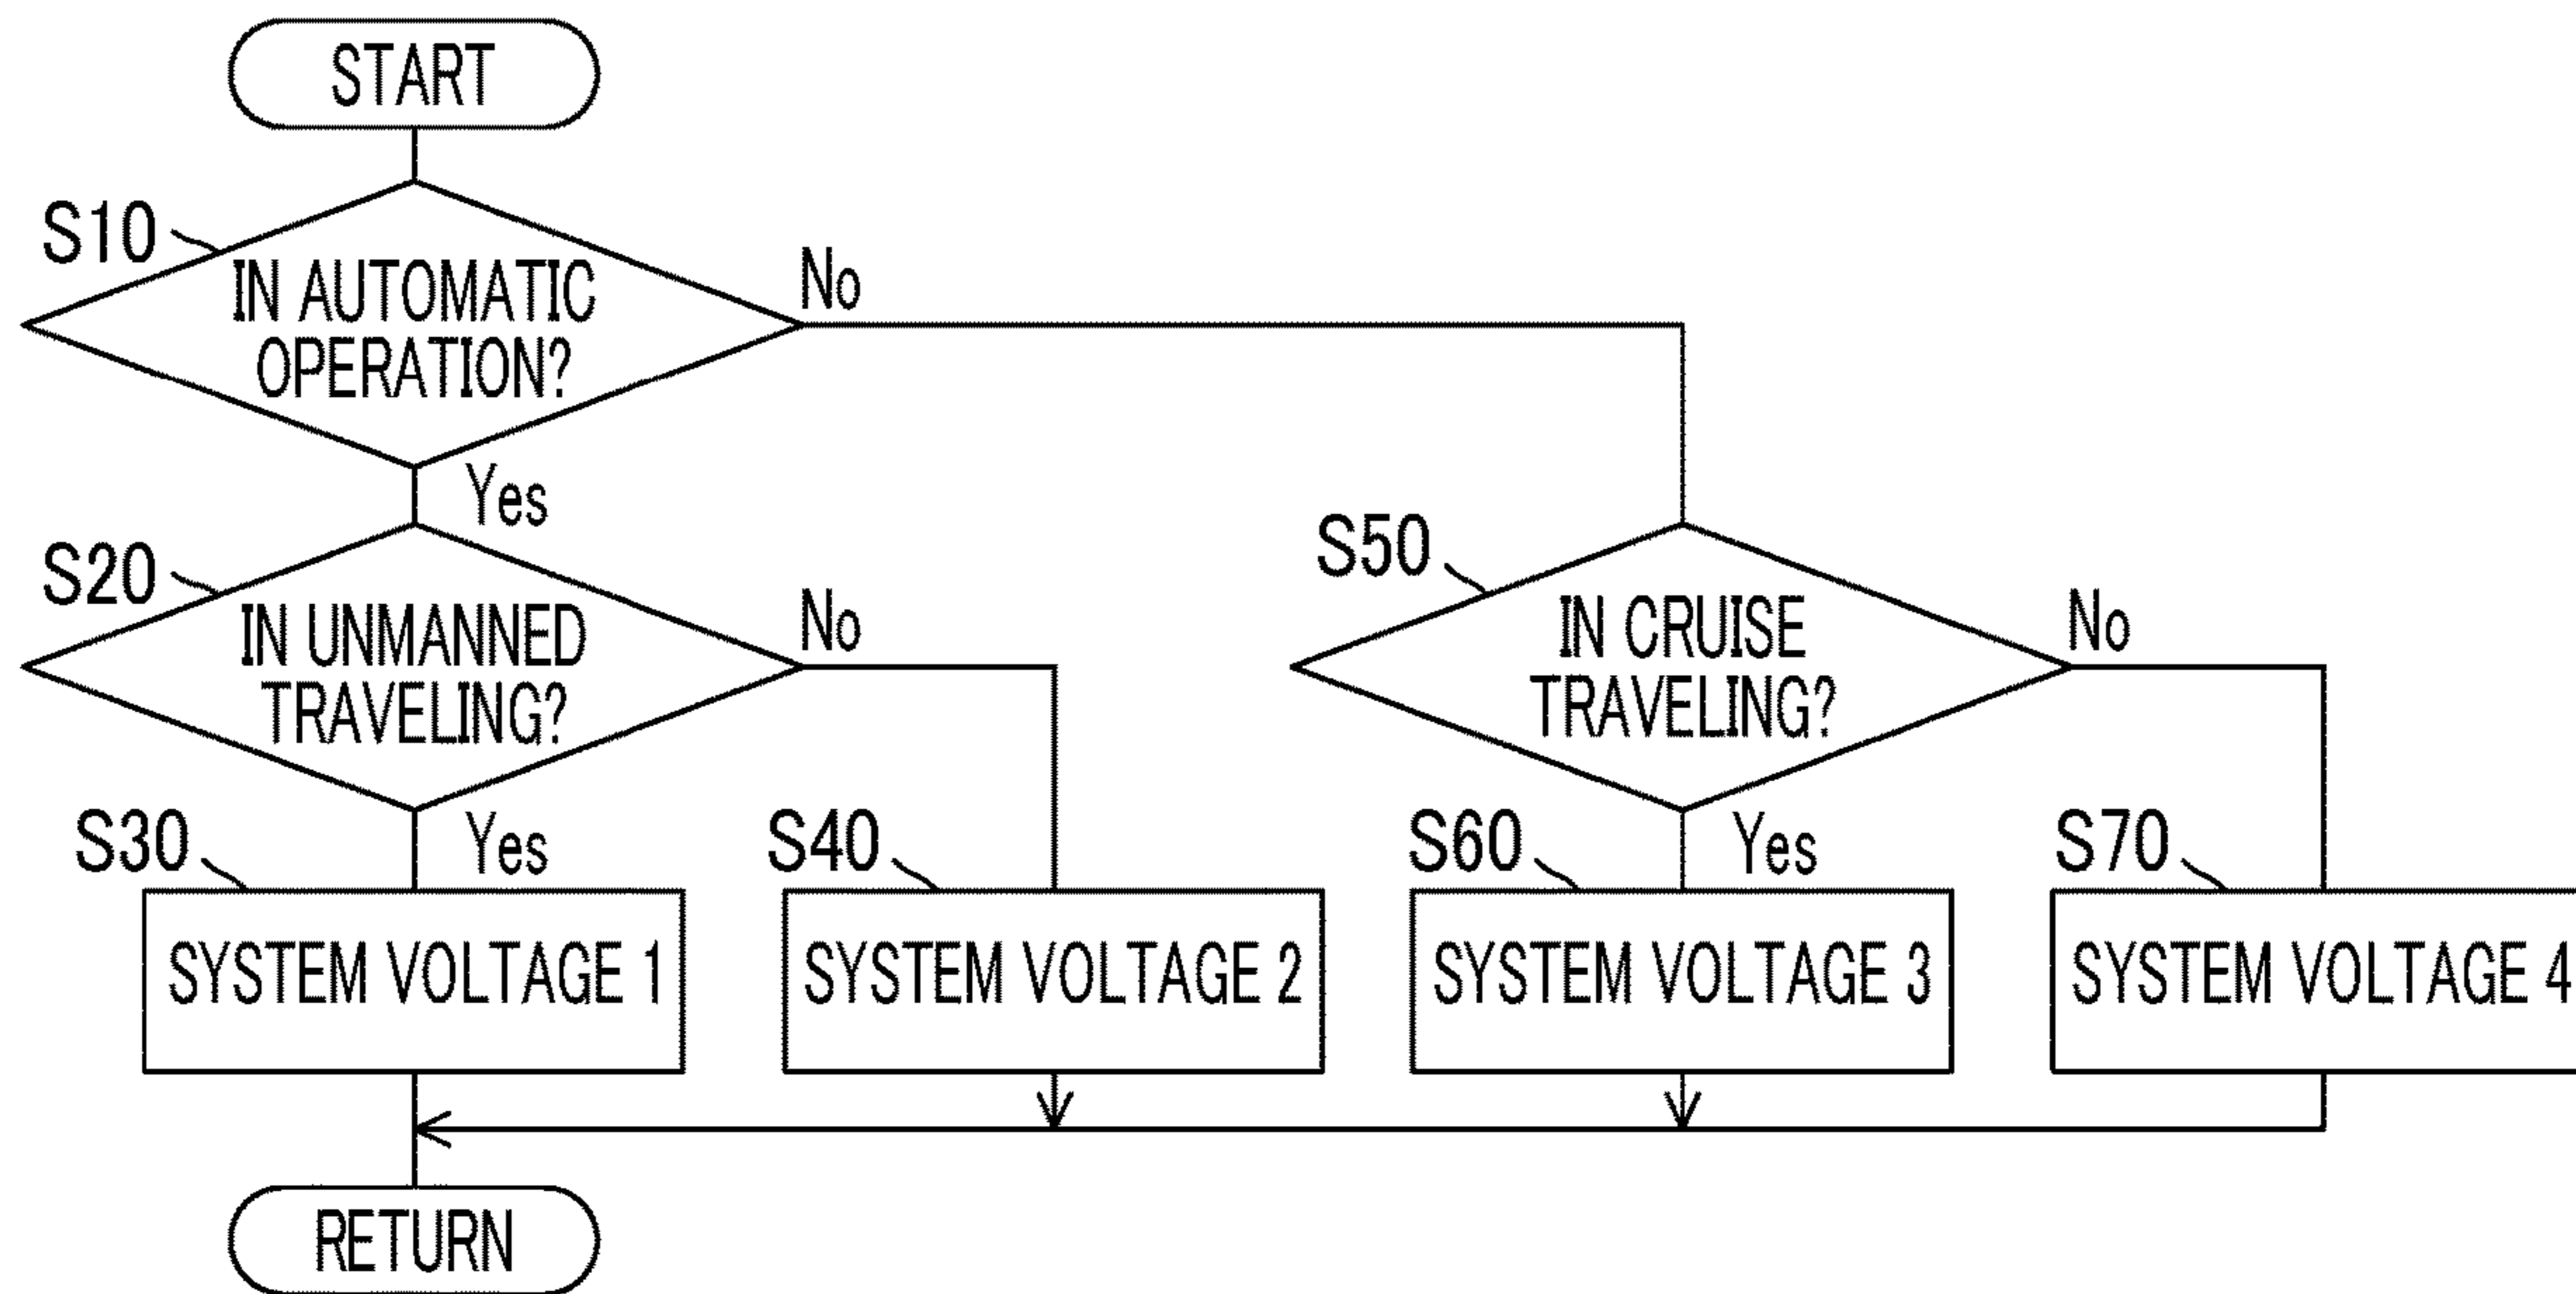 START
S10
IN AUTOMATIC
OPERATION?
No
Yes
S20
IN UNMANNED
TRAVELING?
No
Yes
S50
IN CRUISE
TRAVELING?
No
Yes
S30
SYSTEM VOLTAGE 1
S40
SYSTEM VOLTAGE 2
S60
SYSTEM VOLTAGE 3
S70
SYSTEM VOLTAGE 4
RETURN